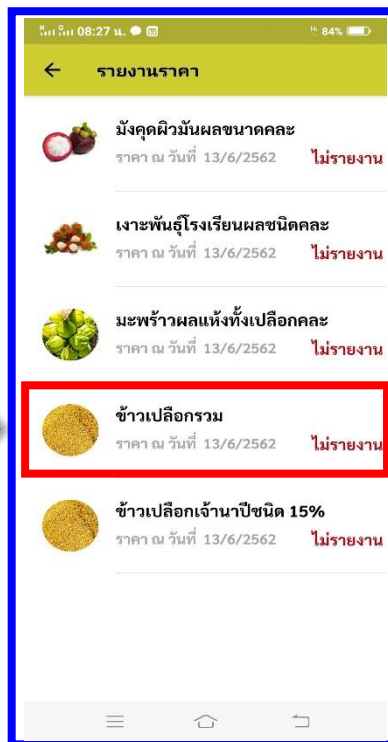 08:27 น. 84%
รายงานราคา
มังคุดผิวมันผลขนาดคละ
ราคา ณ วันที่ 13/6/2562 ไม่รายงาน
เงาะพันธุ์โรงเรียนผลชนิดคละ
ราคา ณ วันที่ 13/6/2562 ไม่รายงาน
มะพร้าวผลแห้งทั้งเปลือกคละ
ราคา ณ วันที่ 13/6/2562 ไม่รายงาน
ข้าวเปลือกรวม
ราคา ณ วันที่ 13/6/2562 ไม่รายงาน
ข้าวเปลือกเจ้านาปีชนิด 15%
ราคา ณ วันที่ 13/6/2562 ไม่รายงาน